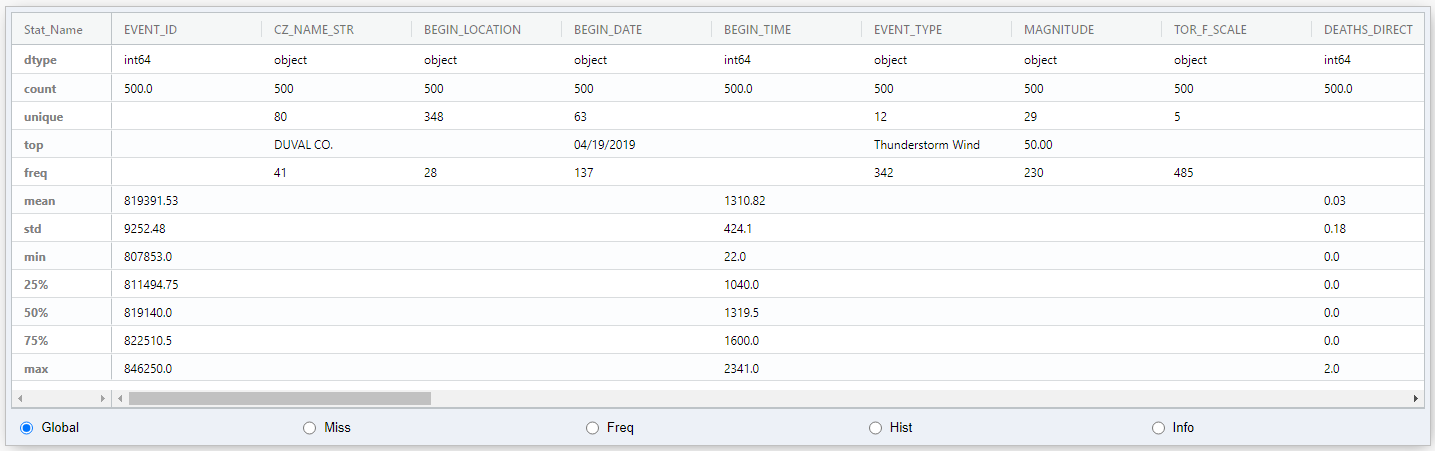 Stat_Name EVENT_ID CZ_NAME_STR BEGIN_LOCATION BEGIN_DATE BEGIN_TIME EVENT_TYPE MAGNITUDE TOR_F_SCALE DEATHS_DIRECT
dtype int64 object object object int64 object object object int64
count 500.0 500 500 500 500.0 500 500 500 500.0
unique 80 348 63 12 29 5
top DUVAL CO. 04/19/2019 Thunderstorm Wind 50.00
freq 41 28 137 342 230 485
mean 819391.53 1310.82 0.03
std 9252.48 424.1 0.18
min 807853.0 22.0 0.0
25% 811494.75 1040.0 0.0
50% 819140.0 1319.5 0.0
75% 822510.5 1600.0 0.0
max 846250.0 2341.0 2.0
Global Miss Freq Hist Info